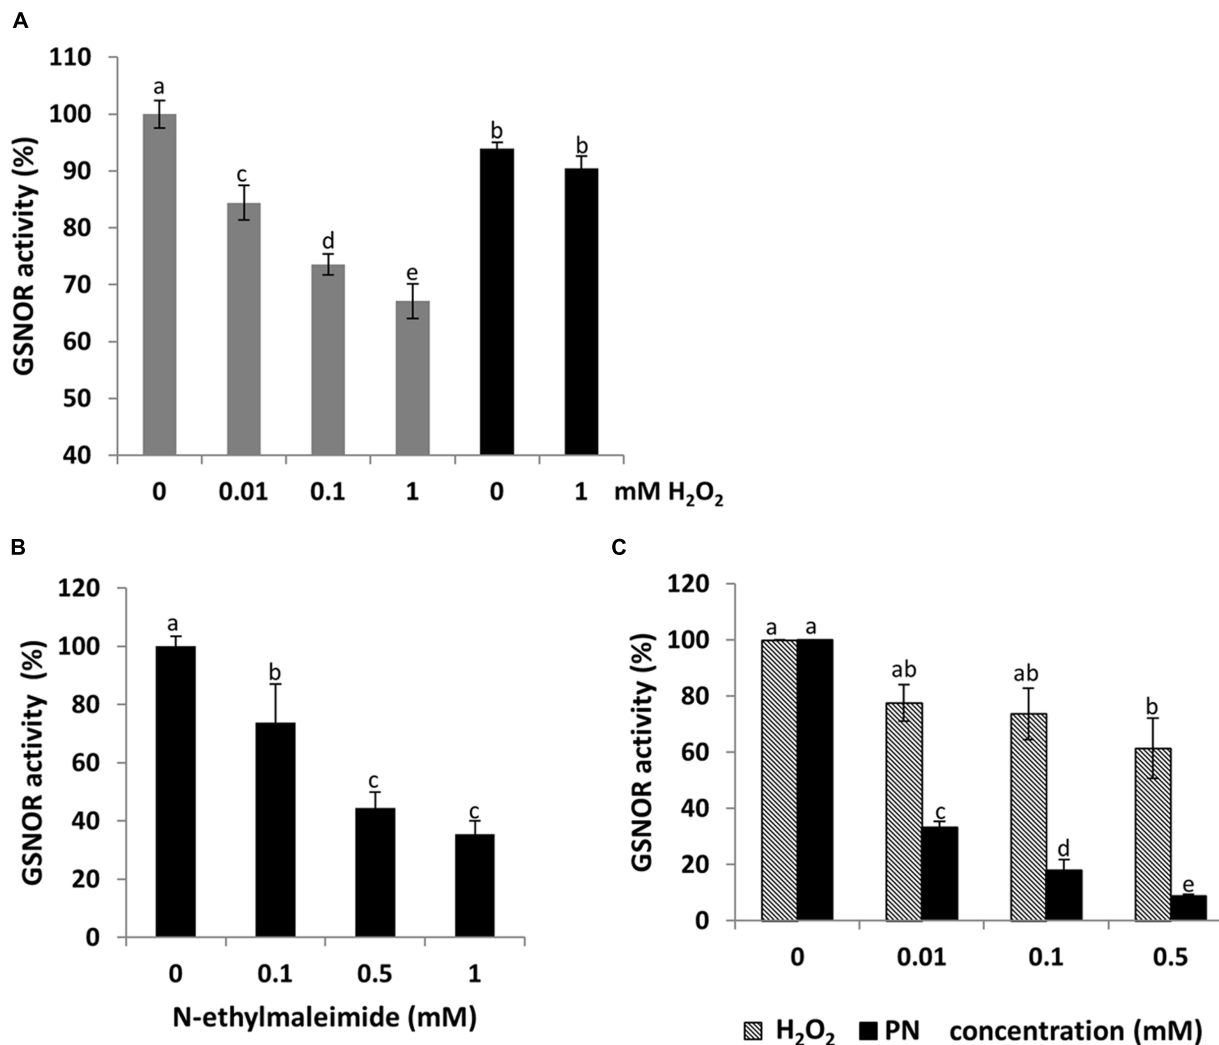 A
110
100
90
80
70
60
50
40
GSNOR activity (%)
a
c
d
e
b
b
0 0.01 0.1 1 0 1 mM H₂O₂
B
120
100
80
60
40
20
0
GSNOR activity (%)
a
b
c
c
0 0.1 0.5 1
N-ethylmaleimide (mM)
C
120
100
80
60
40
20
0
GSNOR activity (%)
a a
ab
c
ab
d
b
e
0 0.01 0.1 0.5
H₂O₂ PN concentration (mM)